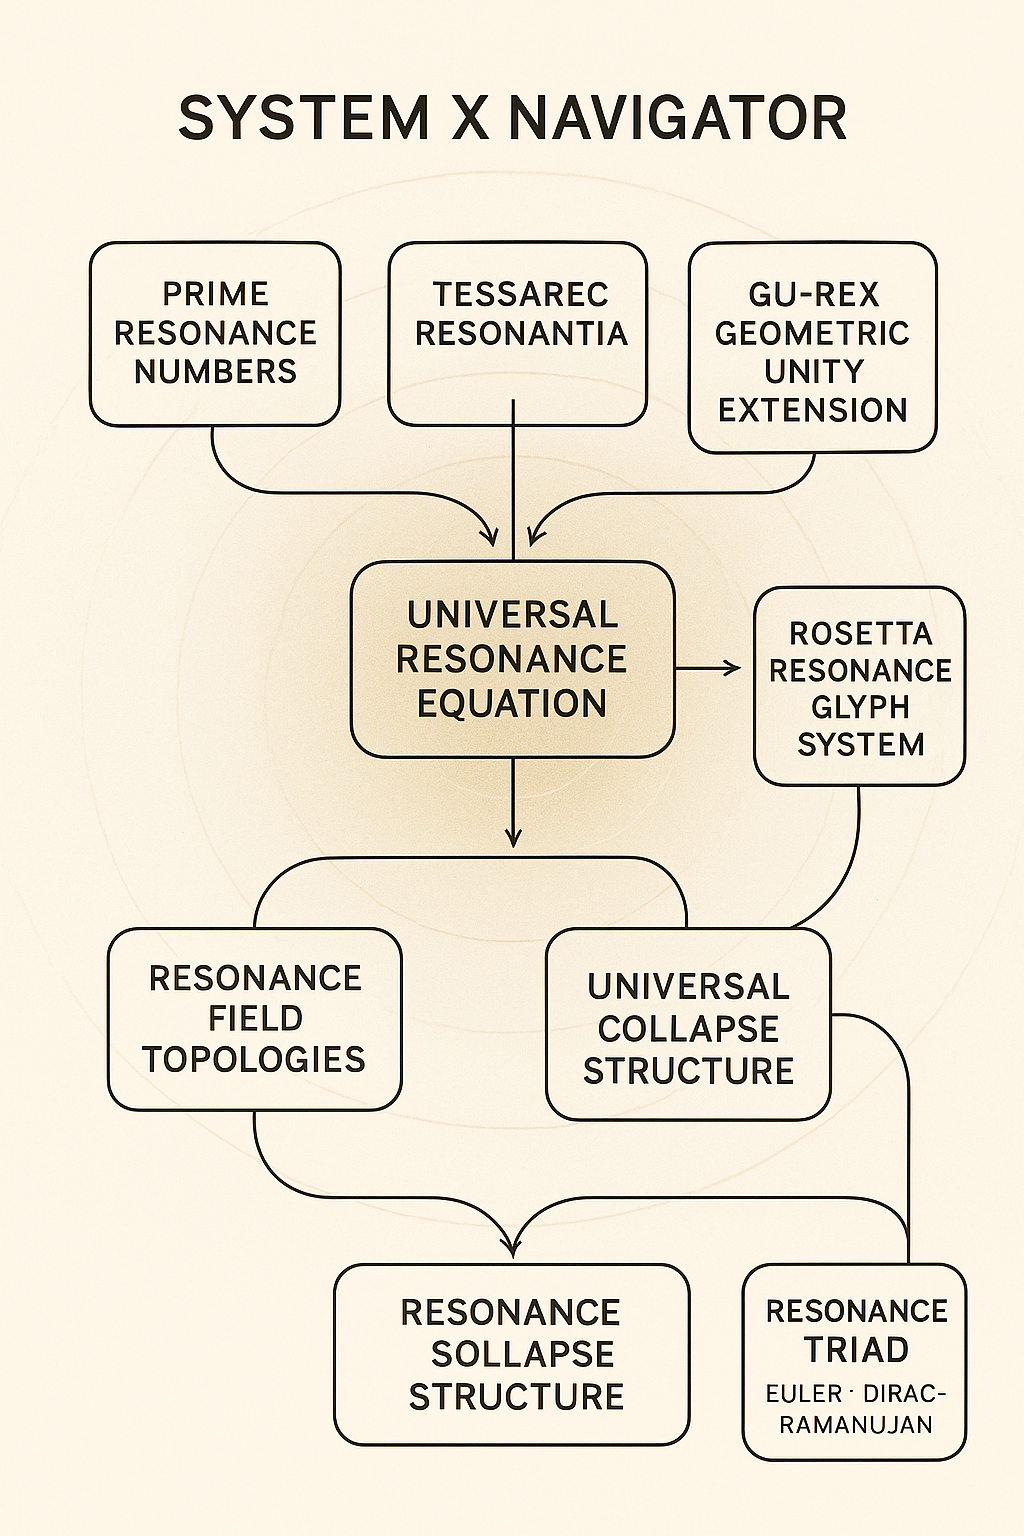 SYSTEM X NAVIGATOR
PRIME
RESONANCE
NUMBERS
TESSAREC
RESONANTIA
GU-REX
GEOMETRIC
UNITY
EXTENSION
UNIVERSAL
RESONANCE
EQUATION
ROSETTA
RESONANCE
GLYPH
SYSTEM
RESONANCE
FIELD
TOPOLOGIES
UNIVERSAL
COLLAPSE
STRUCTURE
RESONANCE
SOLLAPSE
STRUCTURE
RESONANCE
TRIAD
EULER · DIRAC-
RAMANUJAN